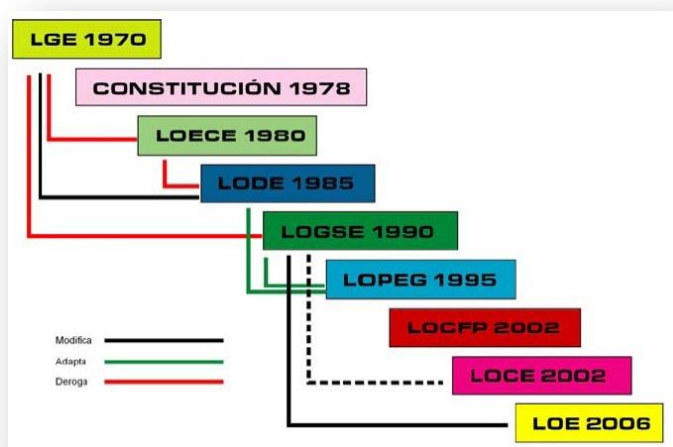 LGE 1970
CONSTITUCIÓN 1978
LOECE 1980
LODE 1985
LOGSE 1990
LOPEG 1995
LOCFP 2002
LOCE 2002
LOE 2006
Modifica
Adapta
Deroga